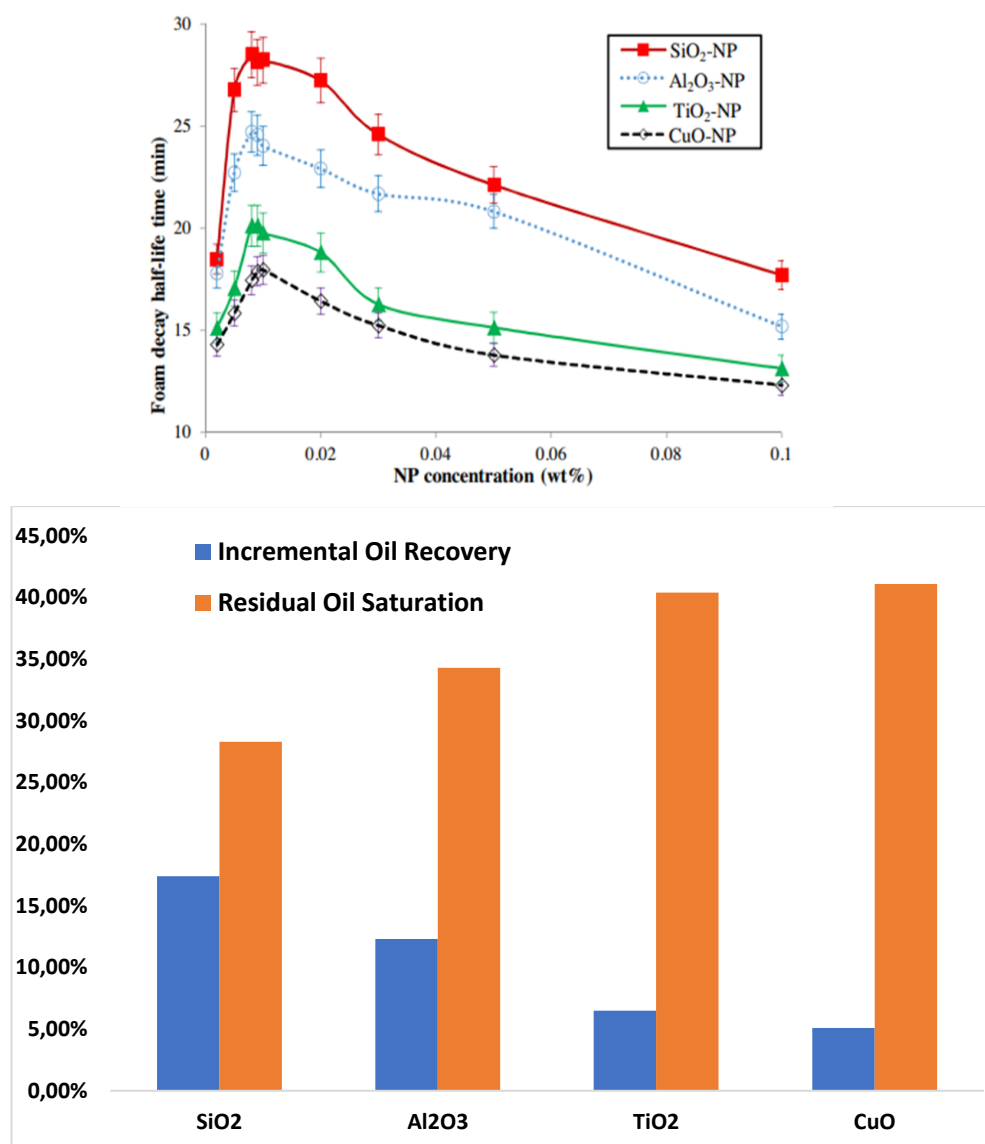 Foam decay half-life time (min)
30
25
20
15
10
SiO₂-NP
Al₂O₃-NP
TiO₂-NP
CuO-NP
0
0.02
0.04
0.06
0.08
0.1
NP concentration (wt%)
45,00%
40,00%
35,00%
30,00%
25,00%
20,00%
15,00%
10,00%
5,00%
0,00%
Incremental Oil Recovery
Residual Oil Saturation
SiO2
Al2O3
TiO2
CuO